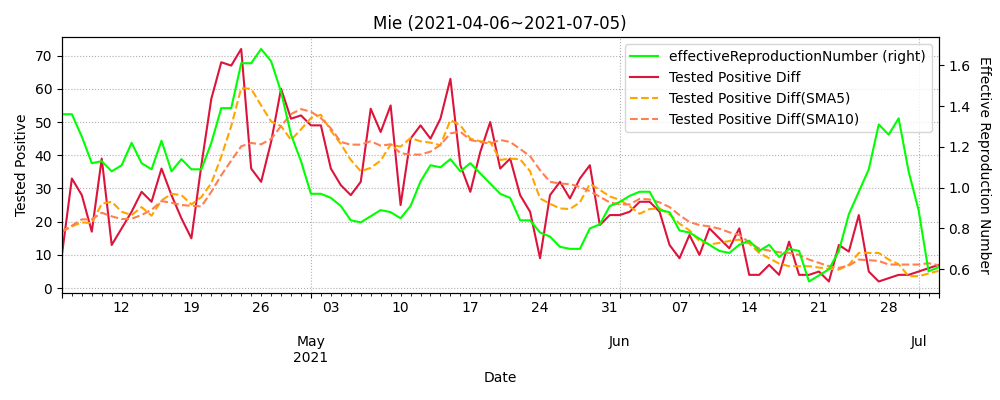 Mie (2021-04-06~2021-07-05)
effectiveReproductionNumber (right)
Tested Positive Diff
Tested Positive Diff(SMA5)
Tested Positive Diff(SMA10)
Tested Positive
70
60
50
40
30
20
10
0
1.6
1.4
1.2
1.0
0.8
0.6
Effective Reproduction Number
12 19 26 03 10 17 24 31 07 14 21 28
May Jun Jul
2021
Date